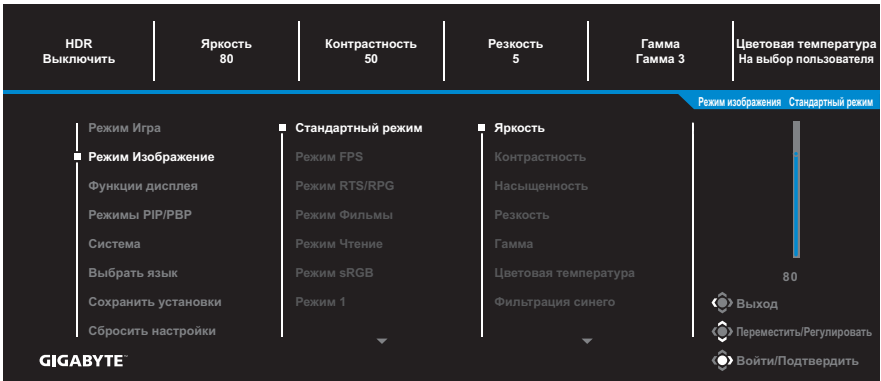 HDR
Выключить
Яркость
80
Контрастность
50
Резкость
5
Гамма
Гамма 3
Цветовая температура
На выбор пользователя
Режим изображения Стандартный режим
Режим Игра
Режим Изображение
Функции дисплея
Режимы PIP/PBP
Система
Выбрать язык
Сохранить установки
Сбросить настройки
Стандартный режим
Режим FPS
Режим RTS/RPG
Режим Фильмы
Режим Чтение
Режим sRGB
Режим 1
Яркость
Контрастность
Насыщенность
Резкость
Гамма
Цветовая температура
Фильтрация синего
80
Выход
Переместить/Регулировать
Войти/Подтвердить
GIGABYTE™